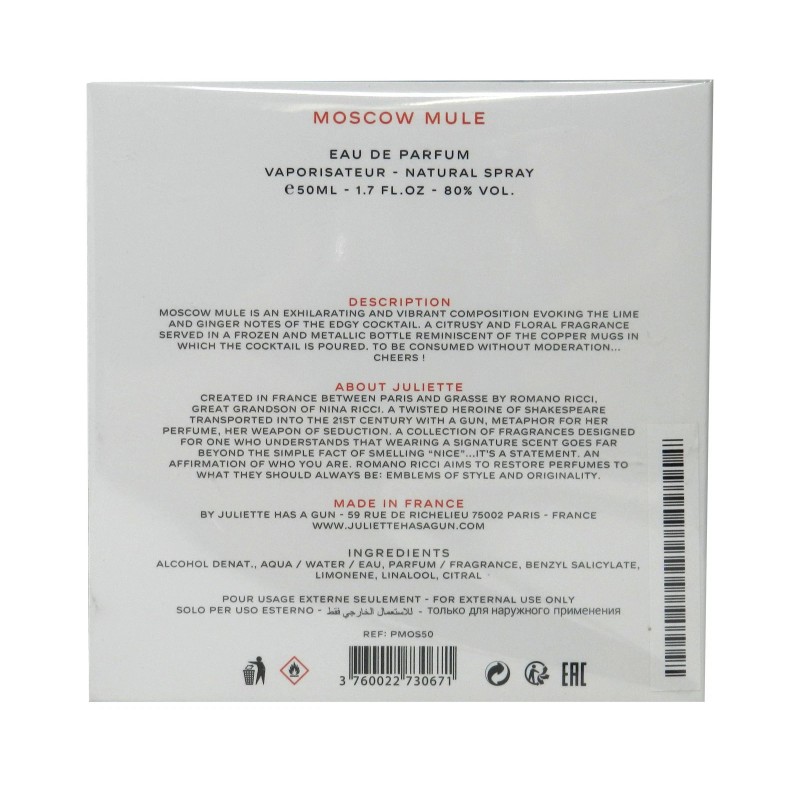 MOSCOW MULE
EAU DE PARFUM
VAPORISATEUR - NATURAL SPRAY
℮50ML - 1.7 FL.OZ - 80% VOL.
DESCRIPTION
MOSCOW MULE IS AN EXHILARATING AND VIBRANT COMPOSITION EVOKING THE LIME
AND GINGER NOTES OF THE EDGY COCKTAIL. A CITRUSY AND FLORAL FRAGRANCE
SERVED IN A FROZEN AND METALLIC BOTTLE REMINISCENT OF THE COPPER MUGS IN
WHICH THE COCKTAIL IS POURED. TO BE CONSUMED WITHOUT MODERATION...
CHEERS !
ABOUT JULIETTE
CREATED IN FRANCE BETWEEN PARIS AND GRASSE BY ROMANO RICCI,
GREAT GRANDSON OF NINA RICCI. A TWISTED HEROINE OF SHAKESPEARE
TRANSPORTED INTO THE 21ST CENTURY WITH A GUN, METAPHOR FOR HER
PERFUME, HER WEAPON OF SEDUCTION. A COLLECTION OF FRAGRANCES DESIGNED
FOR ONE WHO UNDERSTANDS THAT WEARING A SIGNATURE SCENT GOES FAR
BEYOND THE SIMPLE FACT OF SMELLING "NICE"...IT'S A STATEMENT. AN
AFFIRMATION OF WHO YOU ARE. ROMANO RICCI AIMS TO RESTORE PERFUMES TO
WHAT THEY SHOULD ALWAYS BE: EMBLEMS OF STYLE AND ORIGINALITY.
MADE IN FRANCE
BY JULIETTE HAS A GUN - 59 RUE DE RICHELIEU 75002 PARIS - FRANCE
WWW.JULIETTEHASAGUN.COM
INGREDIENTS
ALCOHOL DENAT., AQUA / WATER / EAU, PARFUM / FRAGRANCE, BENZYL SALICYLATE,
LIMONENE, LINALOOL, CITRAL
POUR USAGE EXTERNE SEULEMENT - FOR EXTERNAL USE ONLY
SOLO PER USO ESTERNO - للاستعمال الخارجي فقط - только для наружного применения
REF: PMOS50
3 760022 730671
EAC